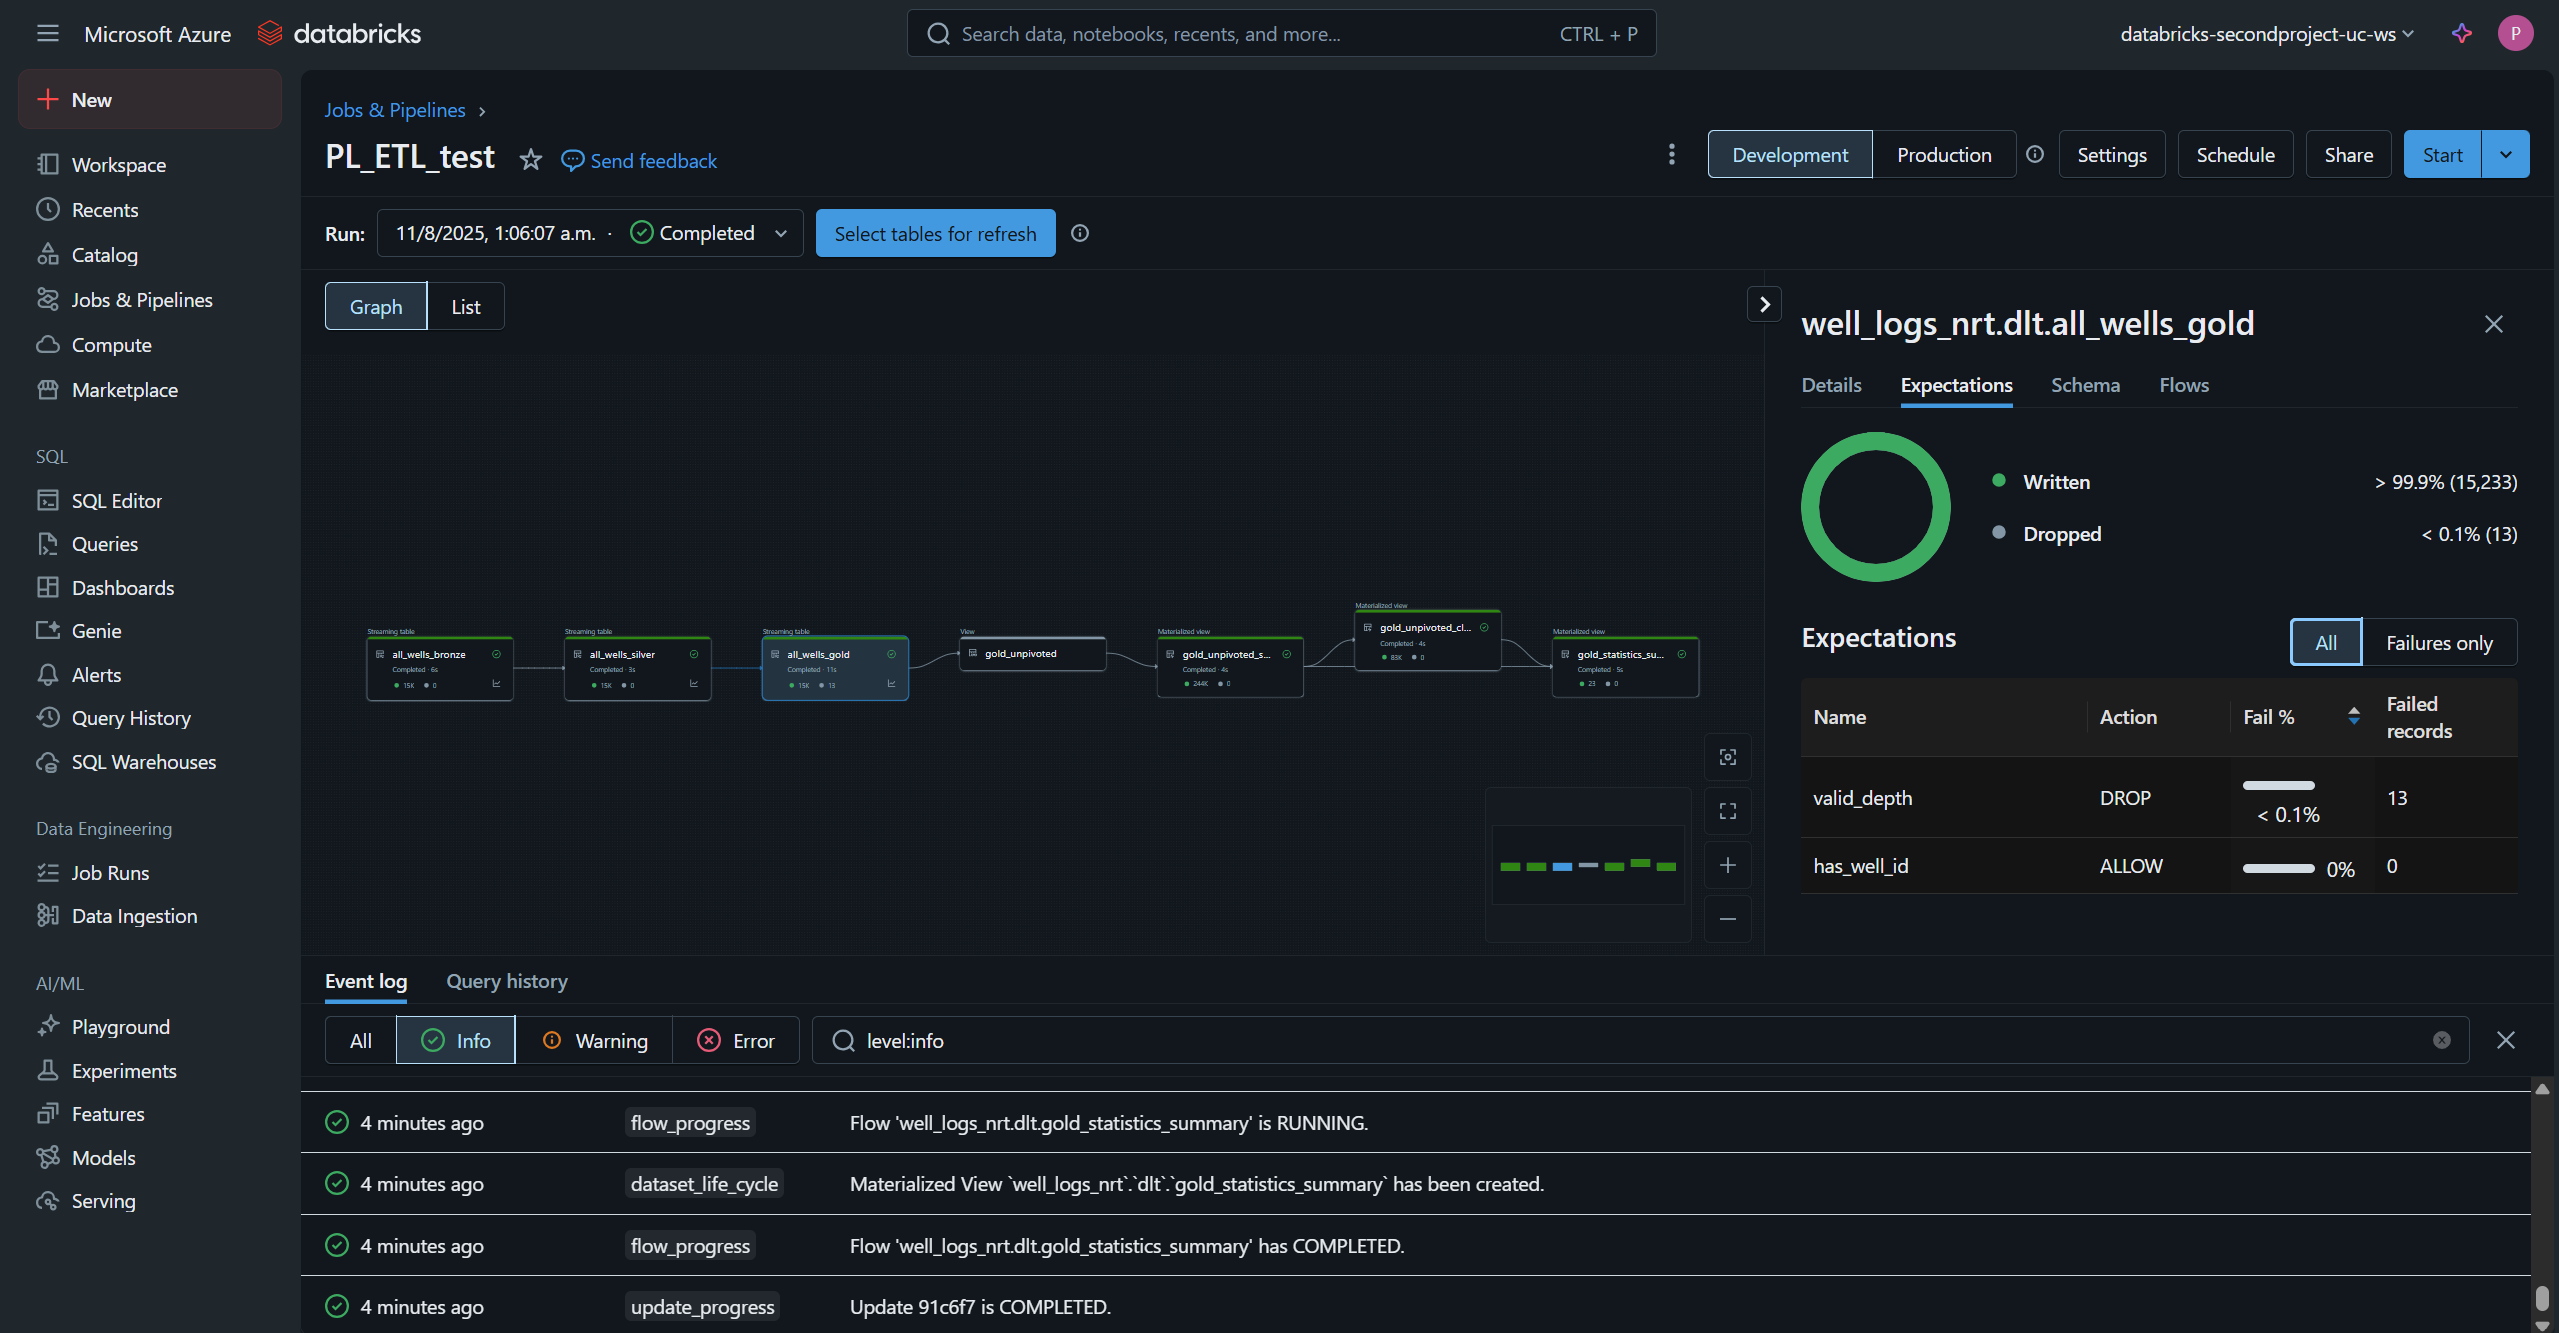 Microsoft Azure databricks
Search data, notebooks, recents, and more... CTRL + P
databricks-secondproject-uc-ws P
New
Workspace
Recents
Catalog
Jobs & Pipelines
Compute
Marketplace
SQL
SQL Editor
Queries
Dashboards
Genie
Alerts
Query History
SQL Warehouses
Data Engineering
Job Runs
Data Ingestion
AI/ML
Playground
Experiments
Features
Models
Serving
Jobs & Pipelines ›
PL_ETL_test Send feedback
Development Production Settings Schedule Share Start
Run: 11/8/2025, 1:06:07 a.m. · Completed Select tables for refresh
Graph List
Streaming table
all_wells_bronze
Completed · 6s
15K 0
Streaming table
all_wells_silver
Completed · 3s
15K 0
Streaming table
all_wells_gold
Completed · 11s
15K 13
View
gold_unpivoted
Materialized view
gold_unpivoted_s...
Completed · 4s
244K 0
Materialized view
gold_unpivoted_cl...
Completed · 4s
83K 0
Materialized view
gold_statistics_su...
Completed · 5s
23 0
well_logs_nrt.dlt.all_wells_gold
Details Expectations Schema Flows
Written > 99.9% (15,233)
Dropped < 0.1% (13)
Expectations All Failures only
Name Action Fail % Failed records
valid_depth DROP < 0.1% 13
has_well_id ALLOW 0% 0
Event log Query history
All Info Warning Error level:info
4 minutes ago flow_progress Flow 'well_logs_nrt.dlt.gold_statistics_summary' is RUNNING.
4 minutes ago dataset_life_cycle Materialized View `well_logs_nrt`.`dlt`.`gold_statistics_summary` has been created.
4 minutes ago flow_progress Flow 'well_logs_nrt.dlt.gold_statistics_summary' has COMPLETED.
4 minutes ago update_progress Update 91c6f7 is COMPLETED.